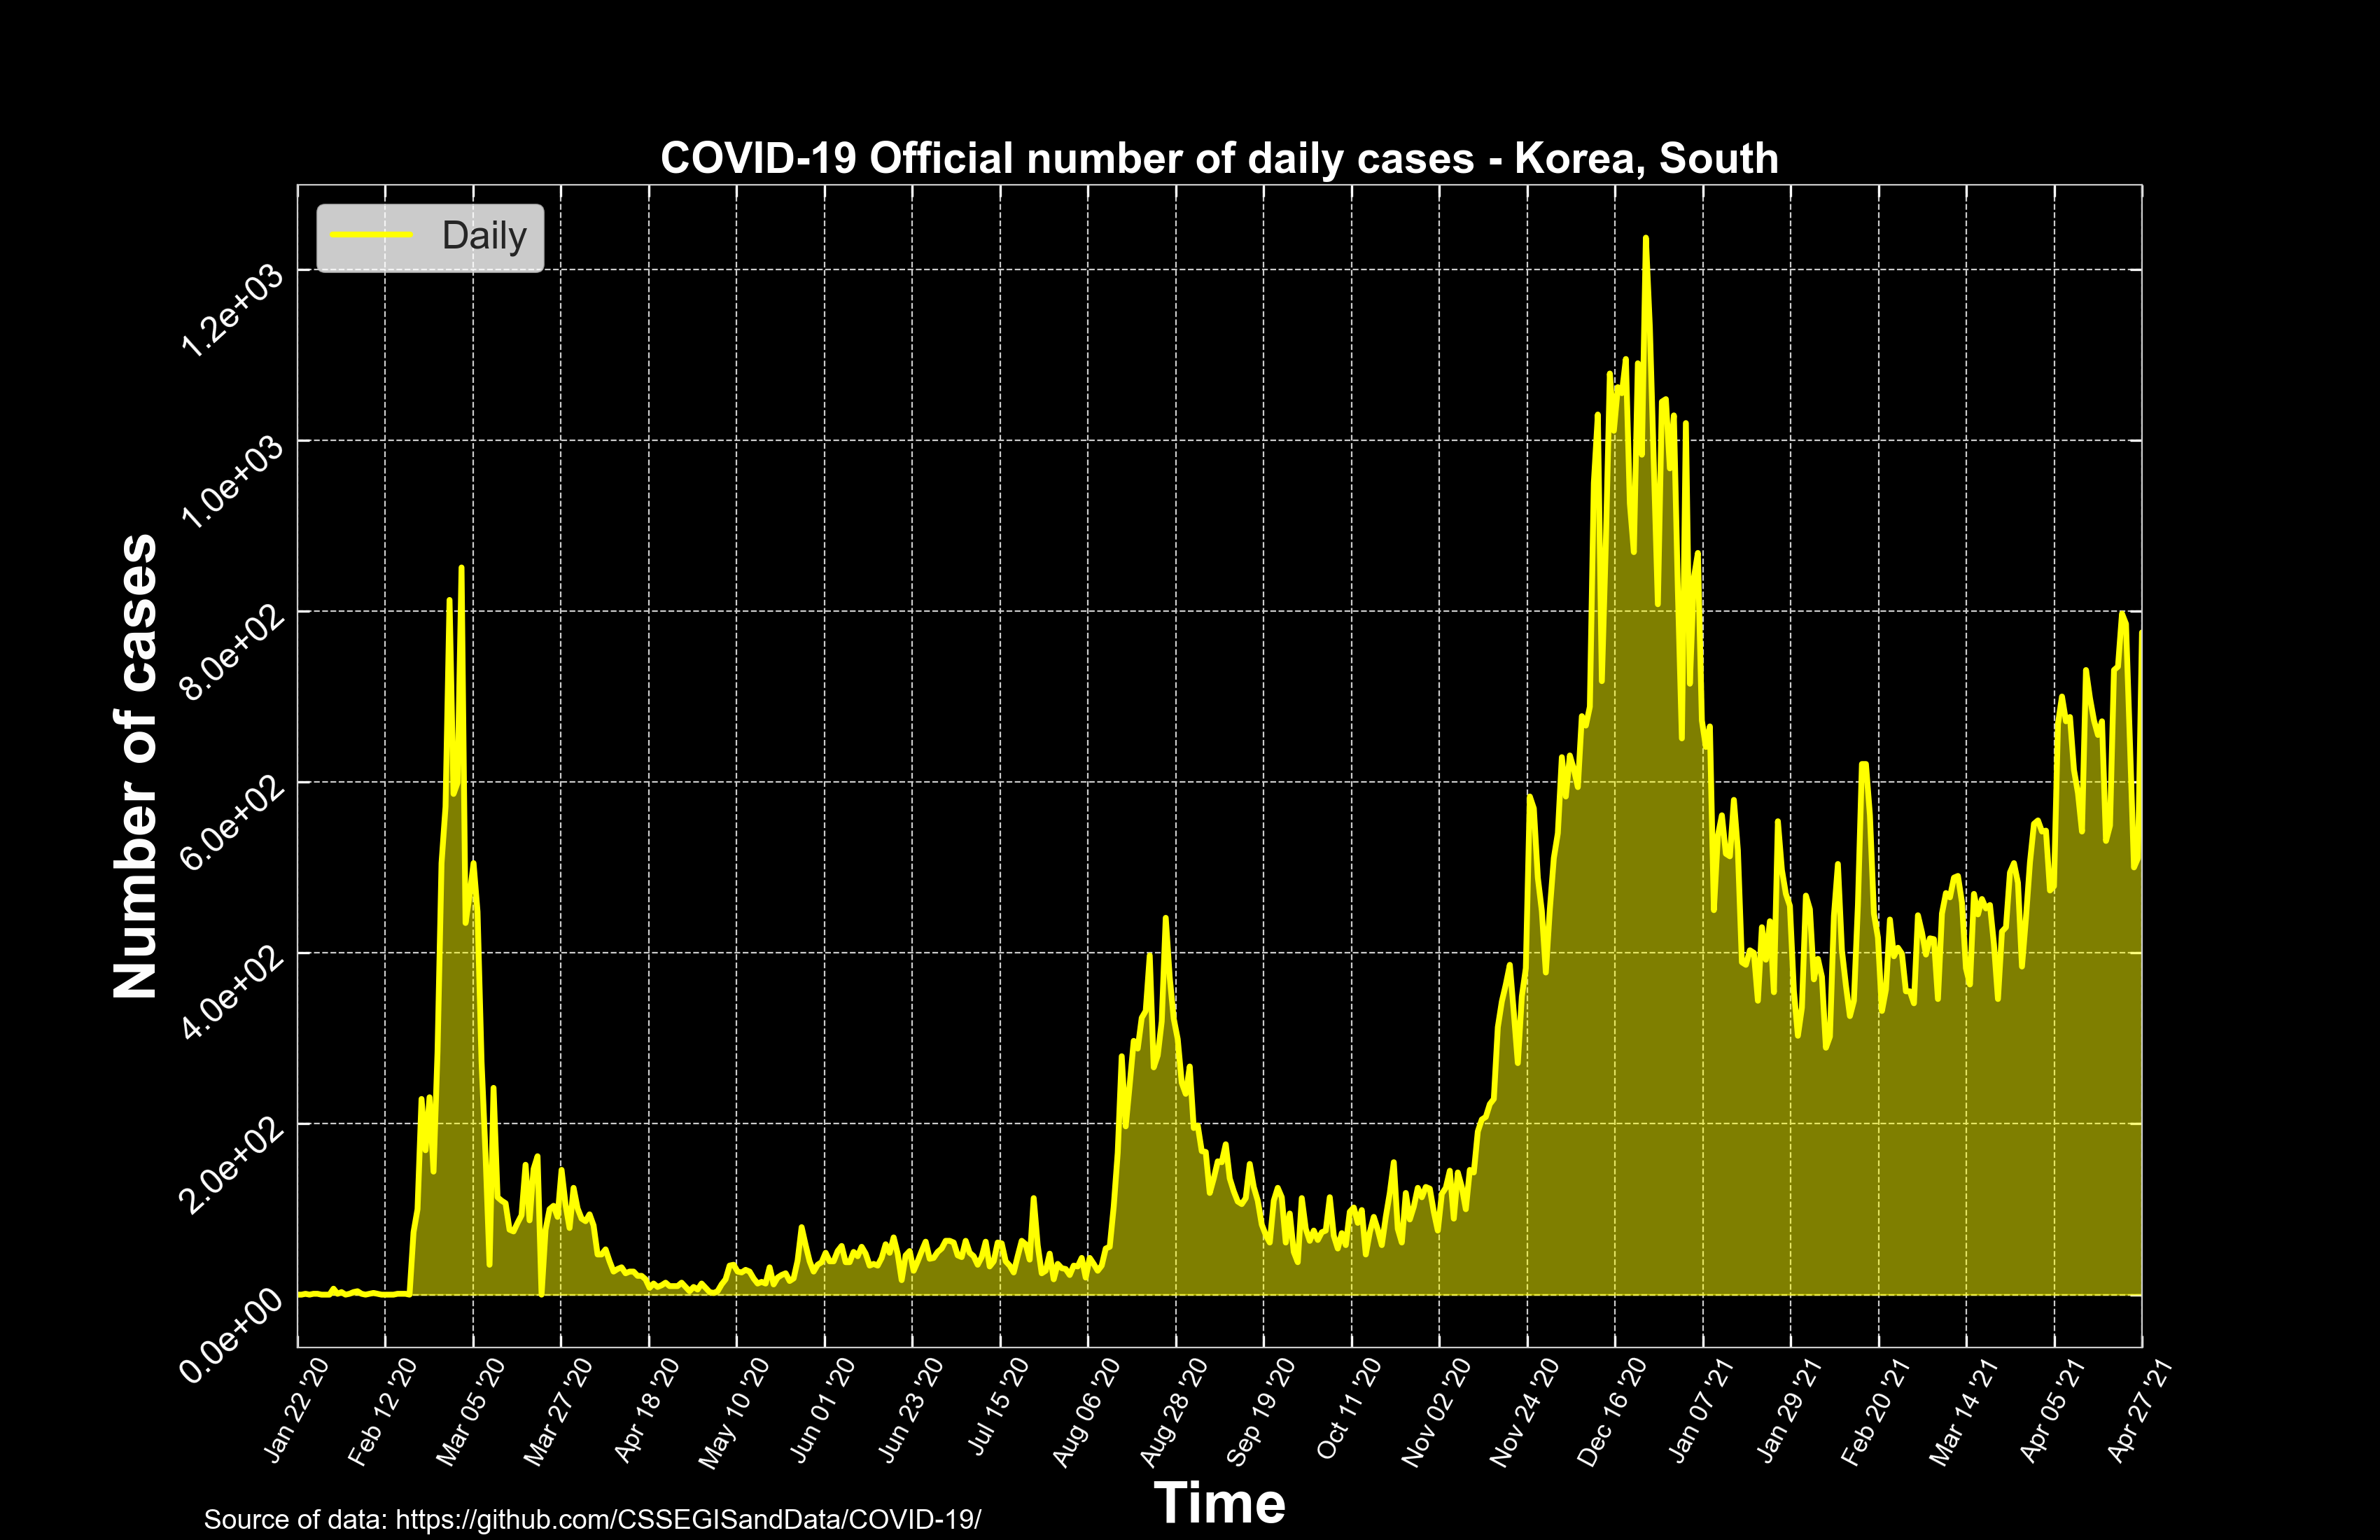 COVID-19 Official number of daily cases - Korea, South
Daily
Number of cases
1.2e+03
1.0e+03
8.0e+02
6.0e+02
4.0e+02
2.0e+02
0.0e+00
Jan 22 '20
Feb 12 '20
Mar 05 '20
Mar 27 '20
Apr 18 '20
May 10 '20
Jun 01 '20
Jun 23 '20
Jul 15 '20
Aug 06 '20
Aug 28 '20
Sep 19 '20
Oct 11 '20
Nov 02 '20
Nov 24 '20
Dec 16 '20
Jan 07 '21
Jan 29 '21
Feb 20 '21
Mar 14 '21
Apr 05 '21
Apr 27 '21
Time
Source of data: https://github.com/CSSEGISandData/COVID-19/